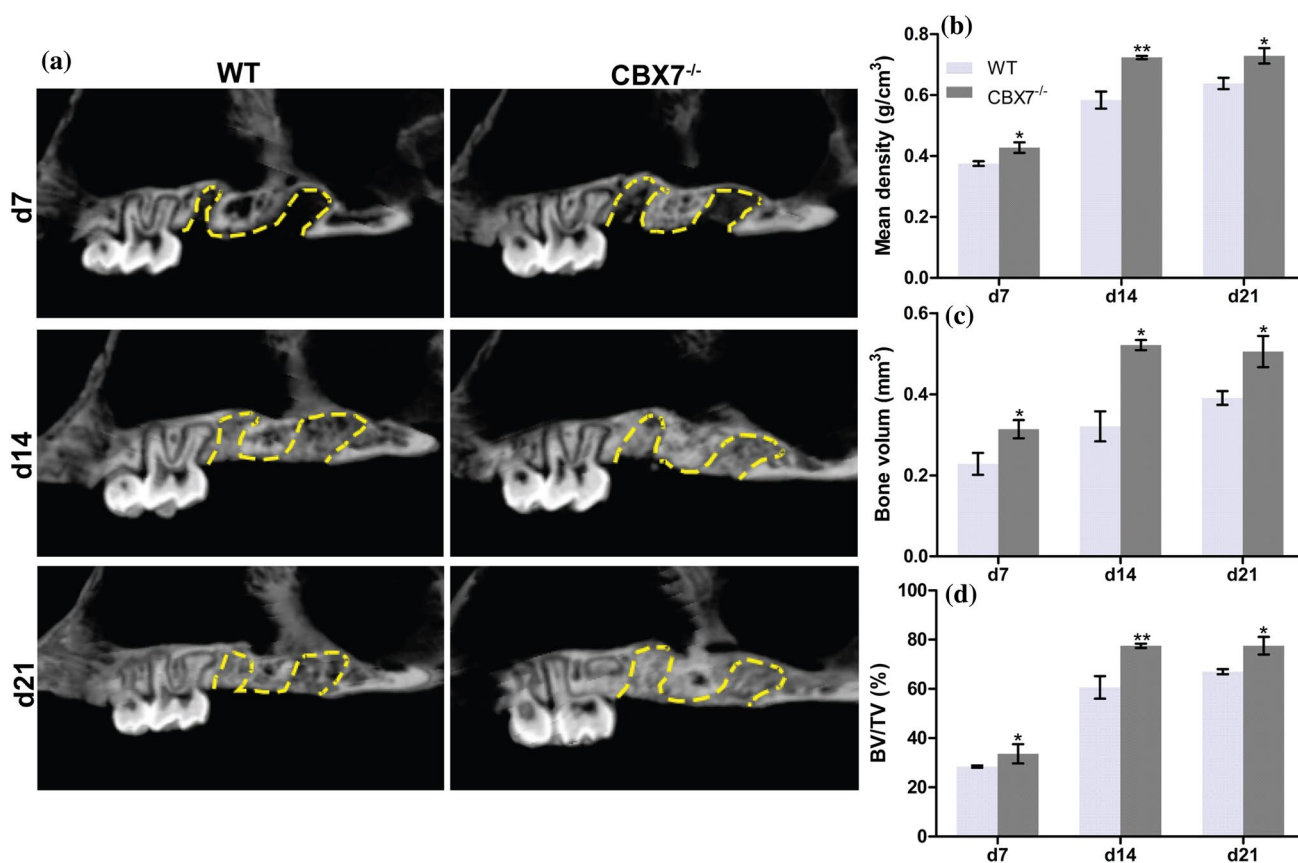 (a)
WT
CBX7-/-
d7
d14
d21
(b)
Mean density (g/cm³)
0.8
0.6
0.4
0.2
0.0
WT
CBX7-/-
*
**
*
d7
d14
d21
(c)
Bone volum (mm³)
0.6
0.4
0.2
0.0
*
*
*
d7
d14
d21
(d)
BV/TV (%)
100
80
60
40
20
0
*
**
*
d7
d14
d21